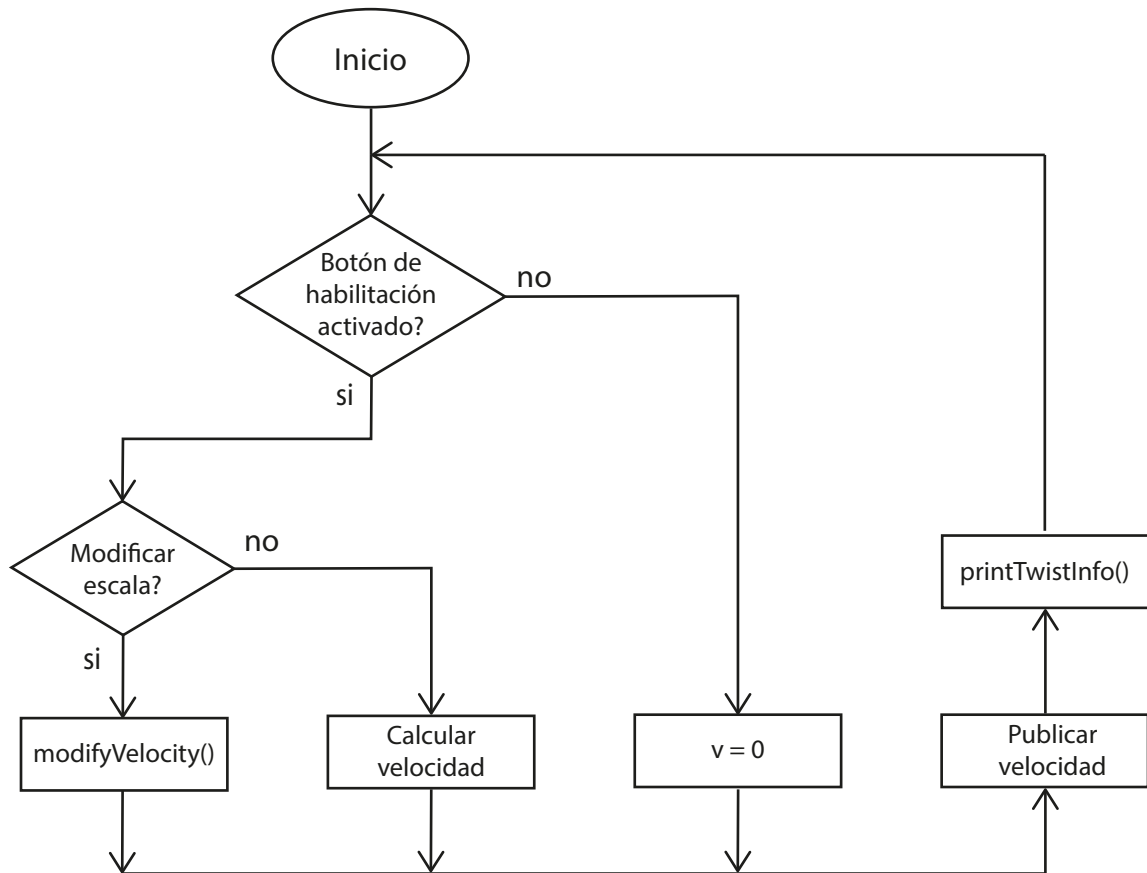 Inicio
Botón de
habilitación
activado?
no
si
Modificar
escala?
no
si
printTwistInfo()
modifyVelocity()
Calcular
velocidad
v = 0
Publicar
velocidad